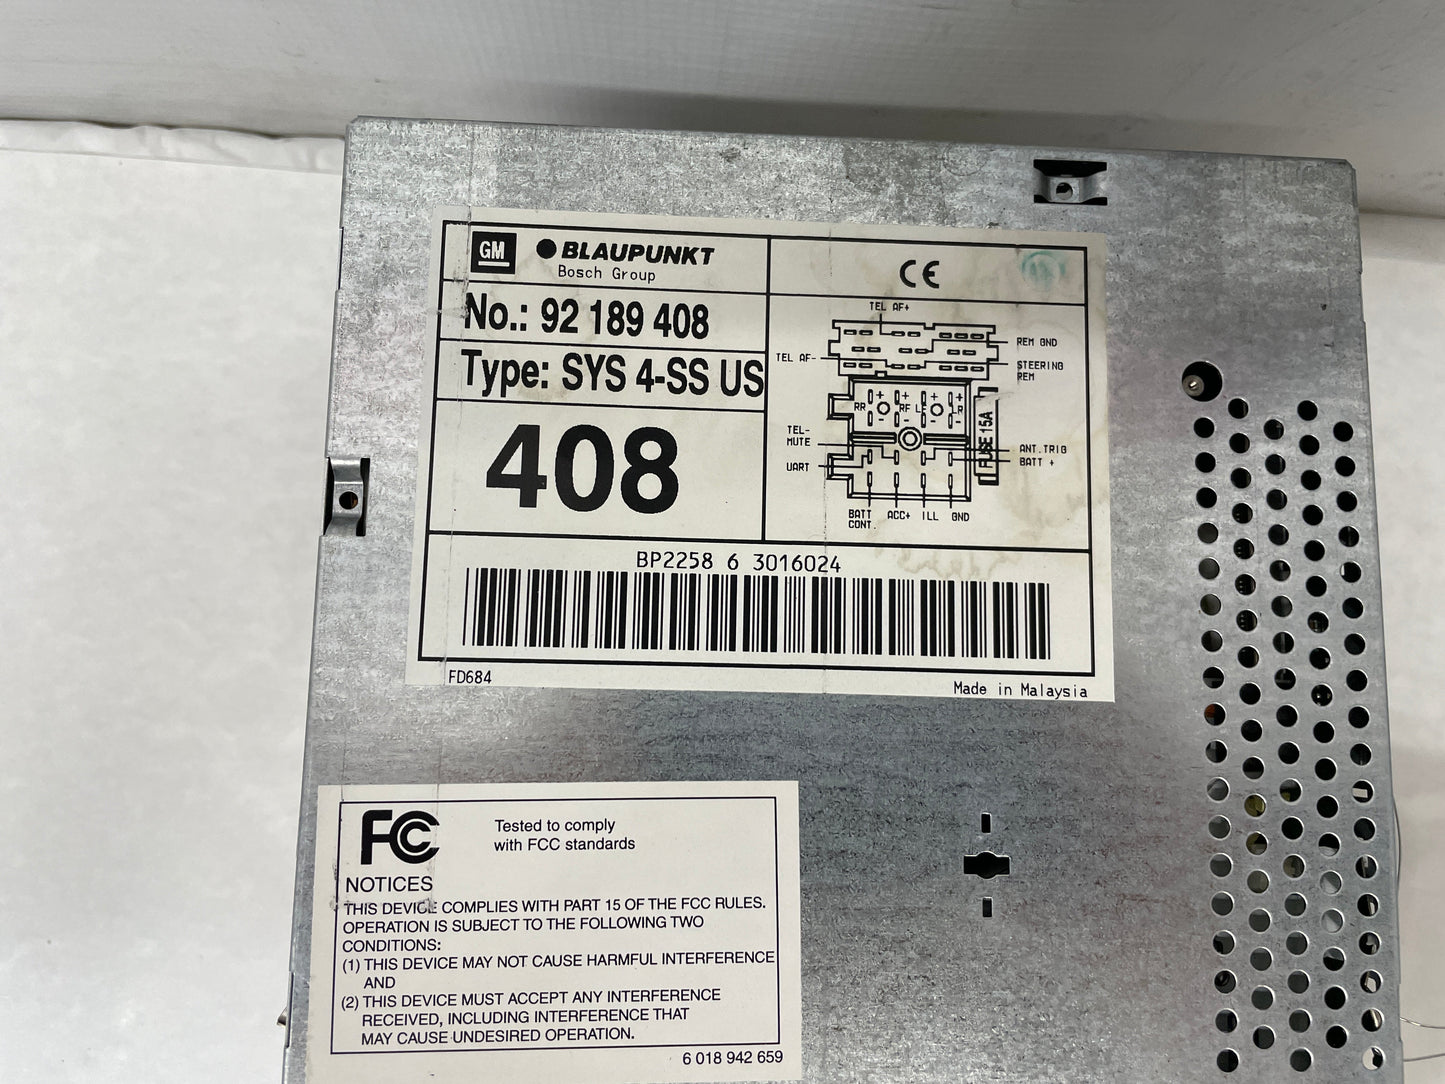 GM BLAUPUNKT
Bosch Group
No.: 92 189 408
Type: SYS 4-SS US
408
CE
TEL AF+
REM GND
TEL AF-
STEERING
REM
RR + - RF + - L + - LR + -
FUSE 15A
TEL-
MUTE
ANT.TRIG
UART
BATT +
BATT
CONT.
ACC+ ILL GND
BP2258 6 3016024
FD684
Made in Malaysia
FC
Tested to comply
with FCC standards
NOTICES
THIS DEVICE COMPLIES WITH PART 15 OF THE FCC RULES.
OPERATION IS SUBJECT TO THE FOLLOWING TWO
CONDITIONS:
(1) THIS DEVICE MAY NOT CAUSE HARMFUL INTERFERENCE
AND
(2) THIS DEVICE MUST ACCEPT ANY INTERFERENCE
RECEIVED, INCLUDING INTERFERENCE THAT
MAY CAUSE UNDESIRED OPERATION.
6 018 942 659